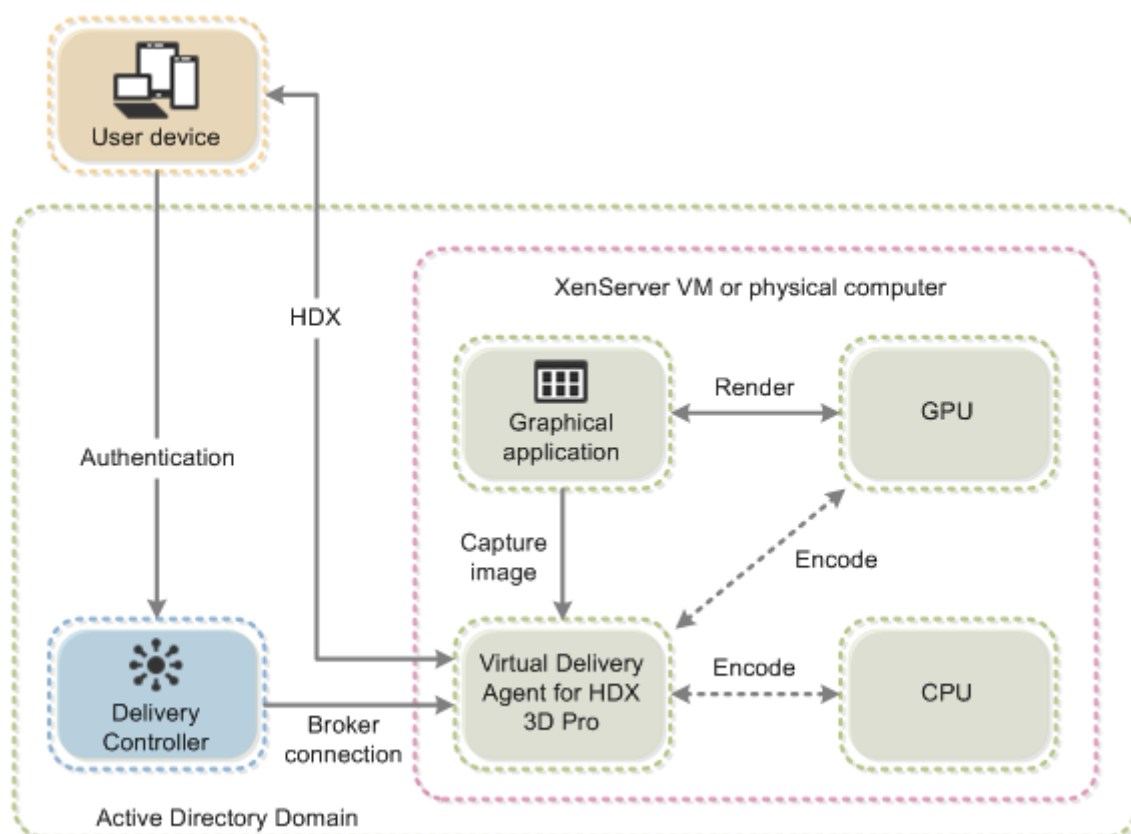 User device
XenServer VM or physical computer
HDX
Render
Graphical
application
GPU
Authentication
Capture
image
Encode
Virtual Delivery
Agent for HDX
3D Pro
Encode
CPU
Delivery
Controller
Broker
connection
Active Directory Domain